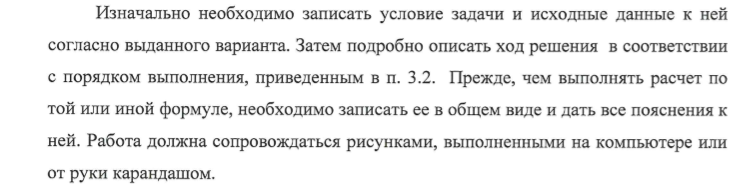 Изначально необходимо записать условие задачи и исходные данные к ней
согласно выданного варианта. Затем подробно описать ход решения в соответствии
с порядком выполнения, приведенным в п. 3.2. Прежде, чем выполнять расчет по
той или иной формуле, необходимо записать ее в общем виде и дать все пояснения к
ней. Работа должна сопровождаться рисунками, выполненными на компьютере или
от руки карандашом.